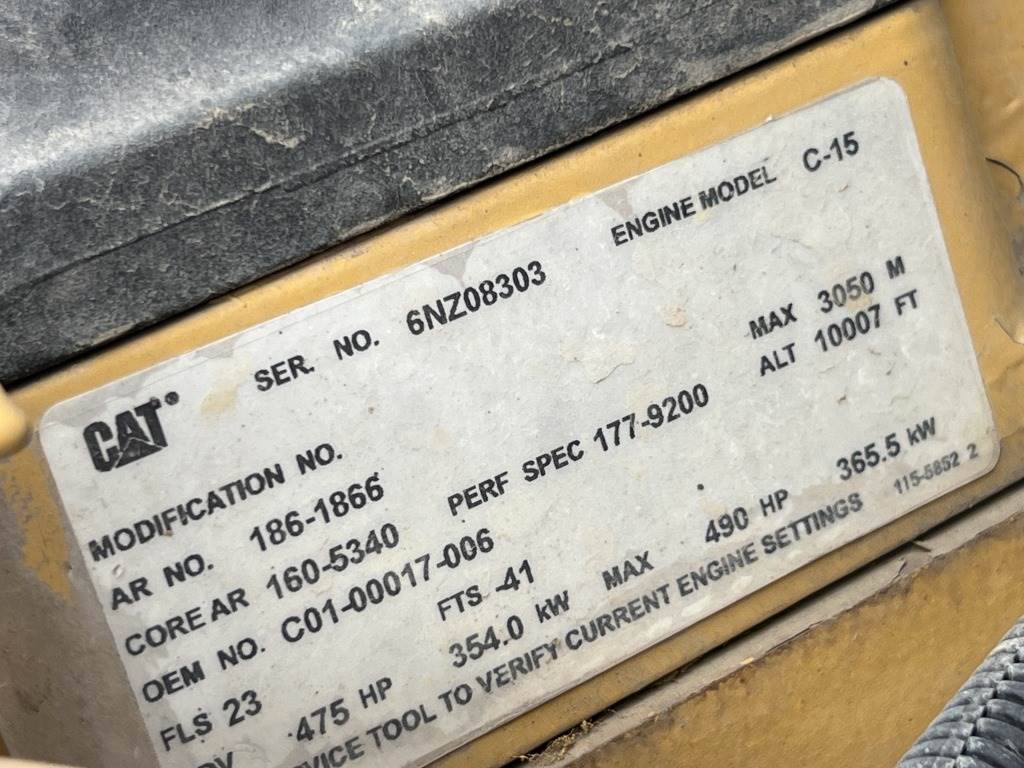 CAT®
SER. NO. 6NZ08303
ENGINE MODEL C-15
MODIFICATION NO.
MAX 3050 M
ALT 10007 FT
AR NO. 186-1866
PERF SPEC 177-9200
CORE AR 160-5340
OEM NO. C01-00017-006
FLS 23 FTS -41
475 HP 354.0 kW MAX 490 HP 365.5 kW
TOOL TO VERIFY CURRENT ENGINE SETTINGS 115-5852 2